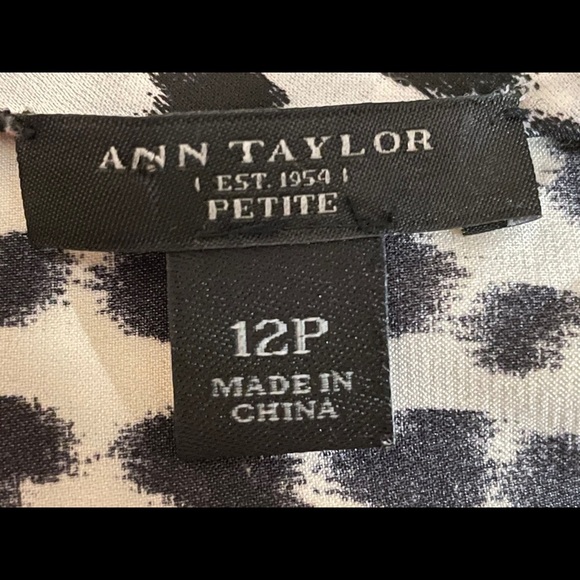 ANN TAYLOR
EST. 1954
PETITE
12P
MADE IN
CHINA